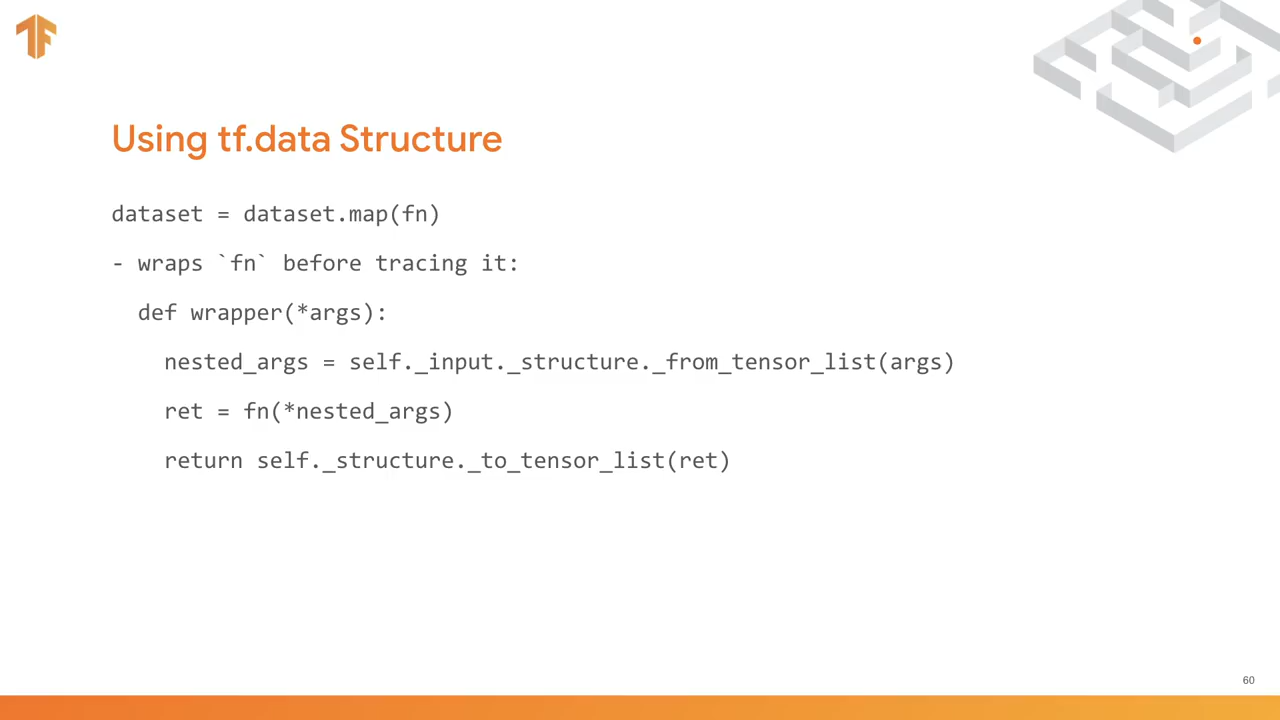 Using tf.data Structure
dataset = dataset.map(fn)
- wraps `fn` before tracing it:
def wrapper(*args):
nested_args = self._input._structure._from_tensor_list(args)
ret = fn(*nested_args)
return self._structure._to_tensor_list(ret)
60